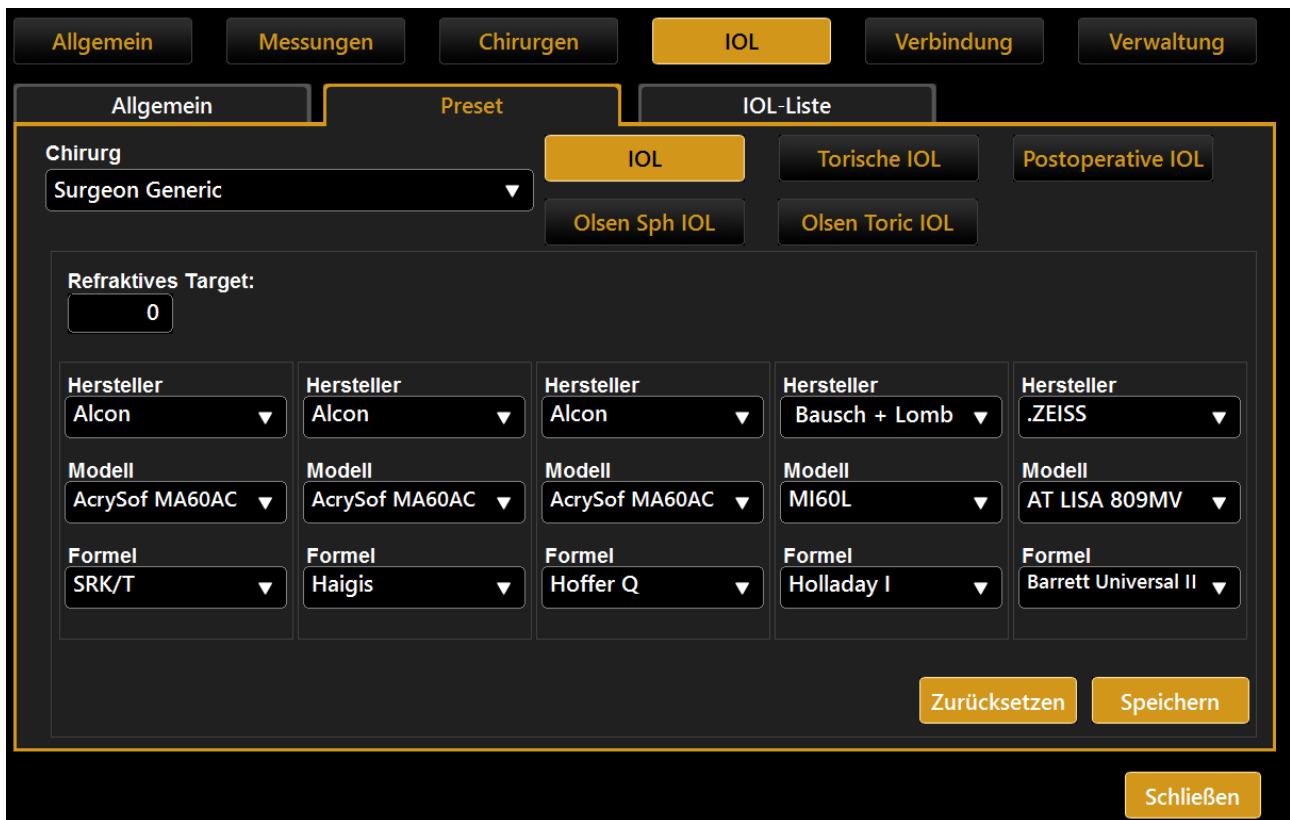 Allgemein Messungen Chirurgen IOL Verbindung Verwaltung
Allgemein Preset IOL-Liste
Chirurg
Surgeon Generic
IOL Torische IOL Postoperative IOL
Olsen Sph IOL Olsen Toric IOL
Refraktives Target:
0
Hersteller Hersteller Hersteller Hersteller Hersteller
Alcon Alcon Alcon Bausch + Lomb .ZEISS
Modell Modell Modell Modell Modell
AcrySof MA60AC AcrySof MA60AC AcrySof MA60AC MI60L AT LISA 809MV
Formel Formel Formel Formel Formel
SRK/T Haigis Hoffer Q Holladay I Barrett Universal II
Zurücksetzen Speichern
Schließen